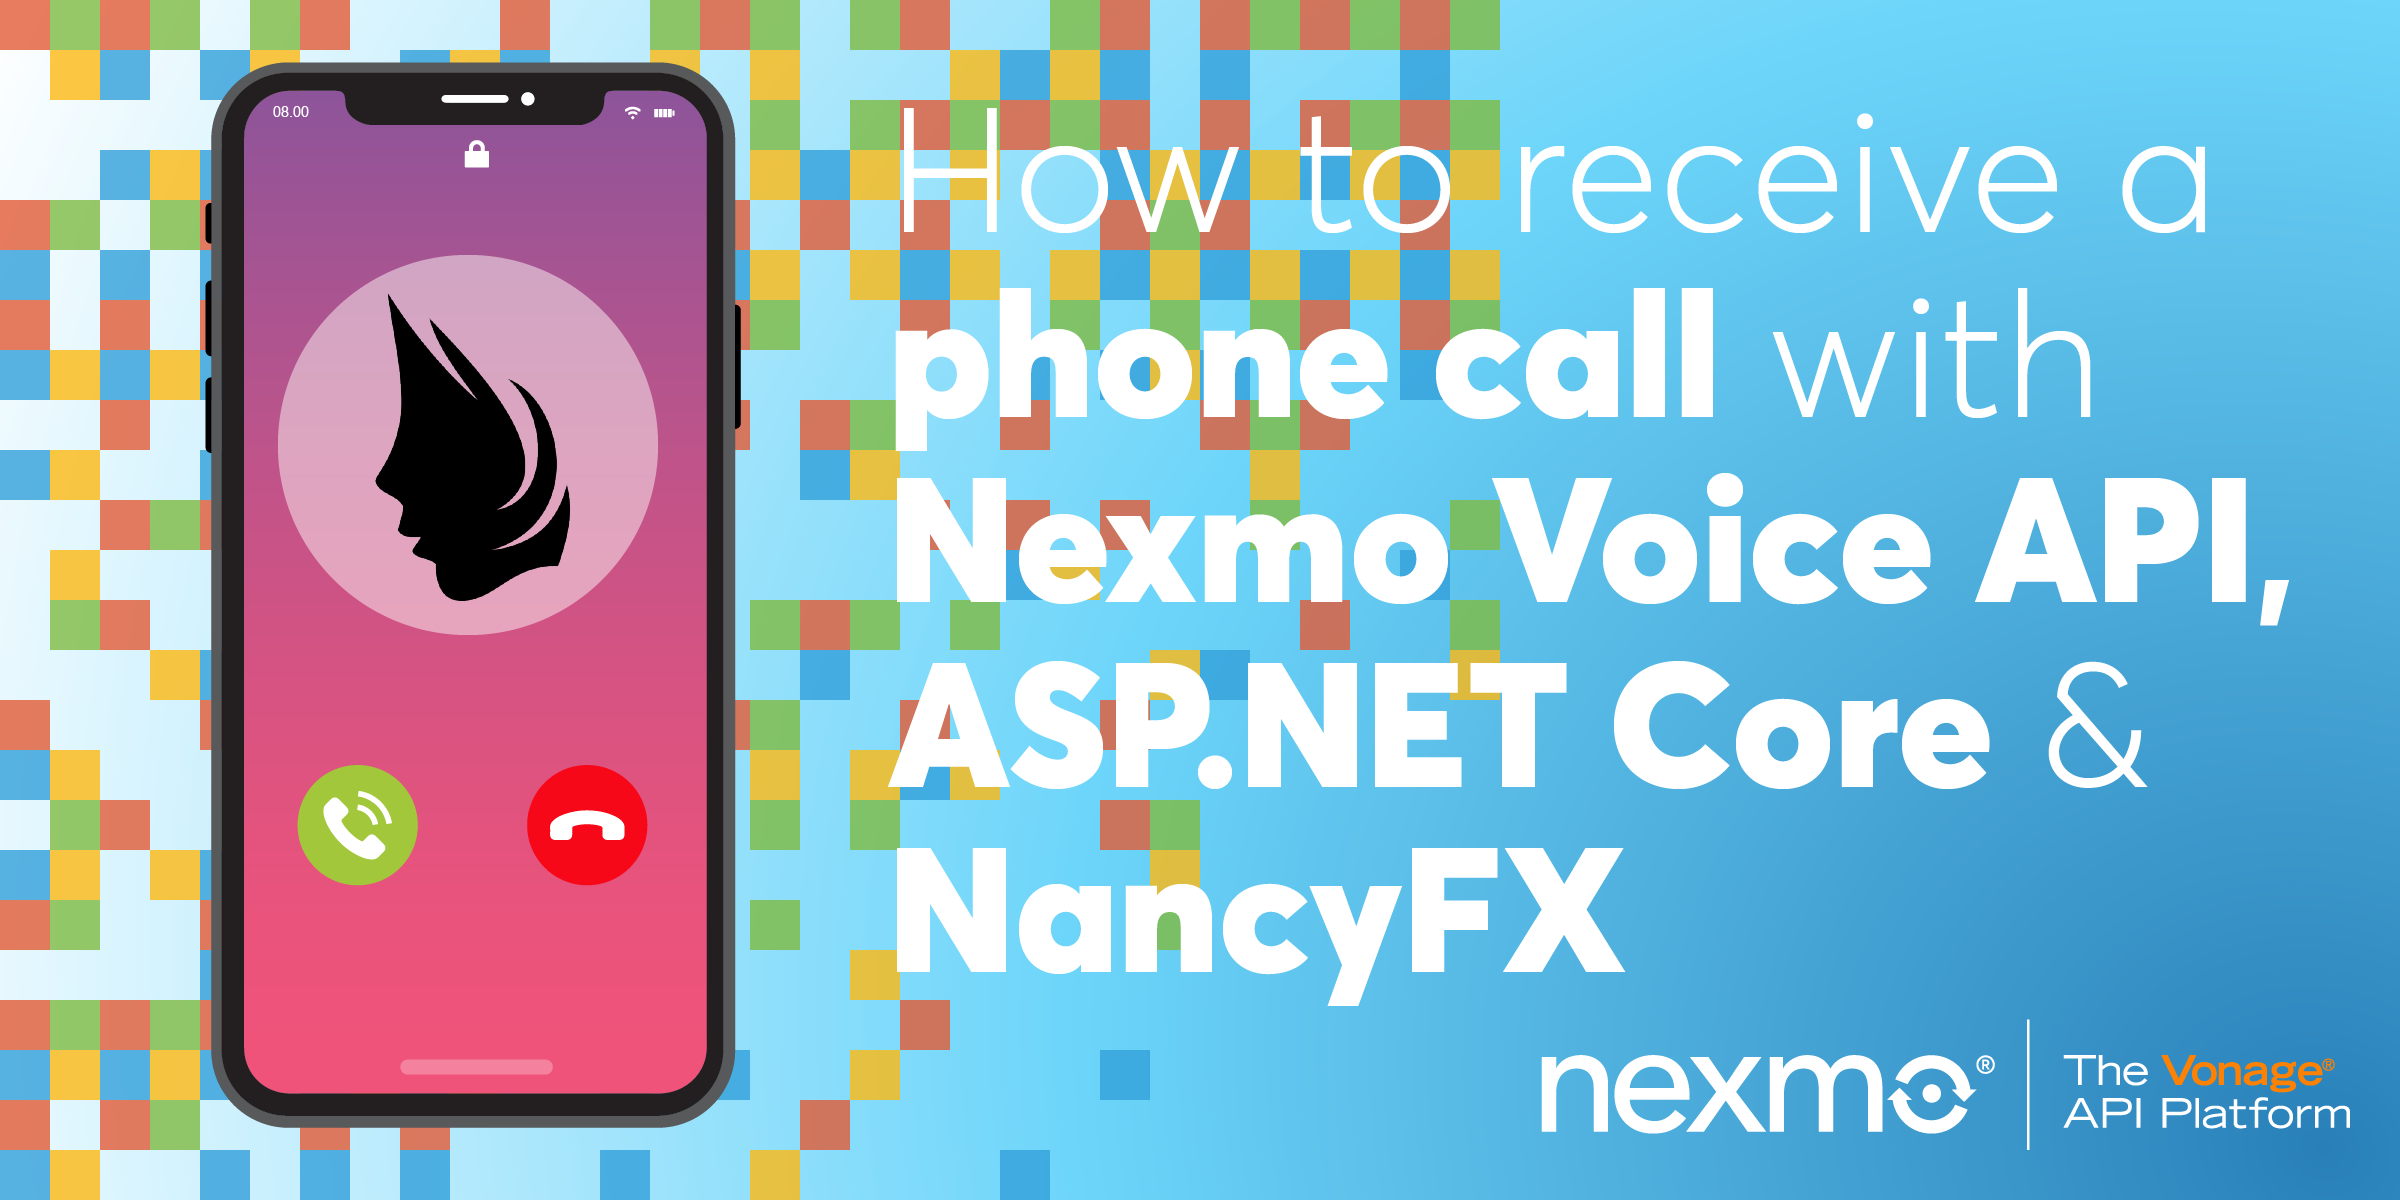 08.00
How to receive a
phone call with
Nexmo Voice API,
ASP.NET Core &
NancyFX
nexmo®
The Vonage®
API Platform